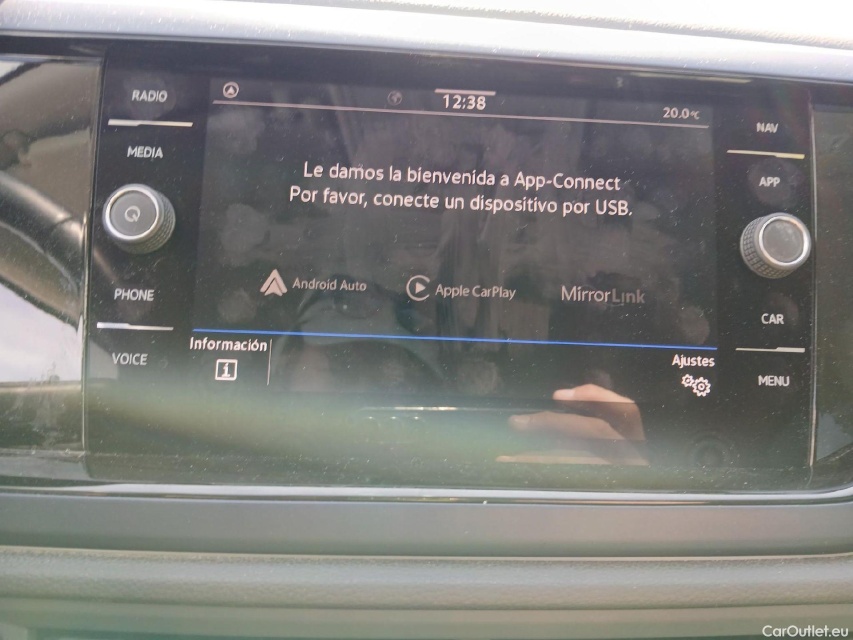 RADIO
MEDIA
PHONE
VOICE
12:38
20.0°C
Le damos la bienvenida a App-Connect
Por favor, conecte un dispositivo por USB.
Android Auto
Apple CarPlay
MirrorLink
Información
i
Ajustes
NAV
APP
CAR
MENU
CarOutlet.eu